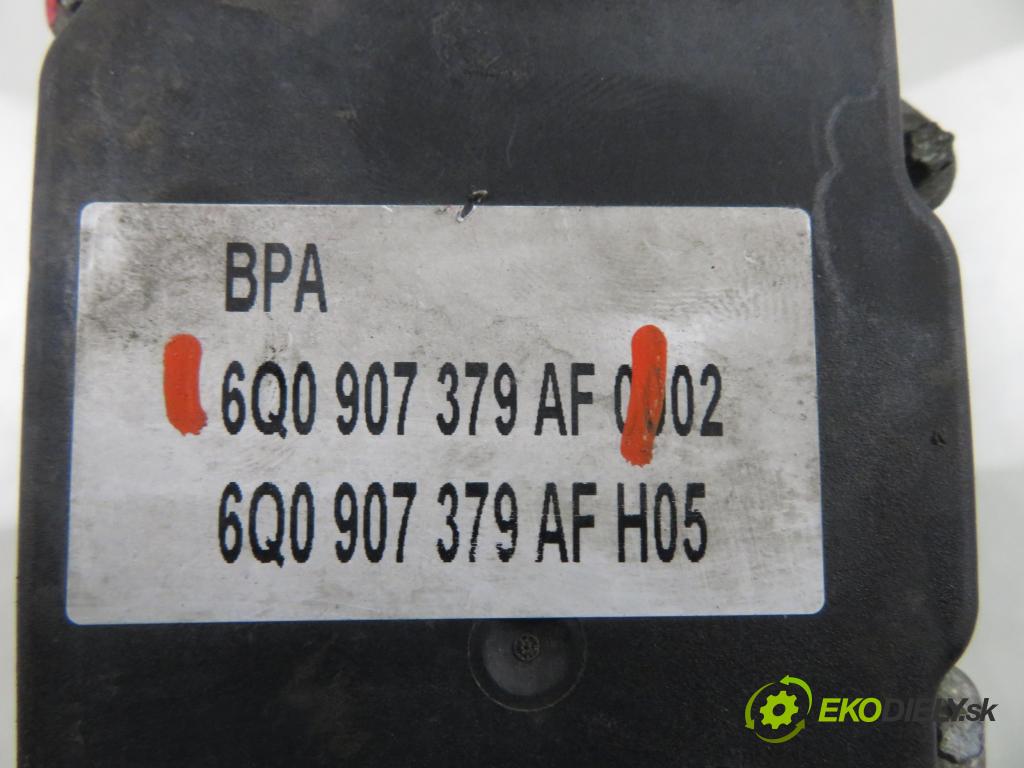 BPA
6Q0 907 379 AF 0002
6Q0 907 379 AF H05
EKODIELY.sk